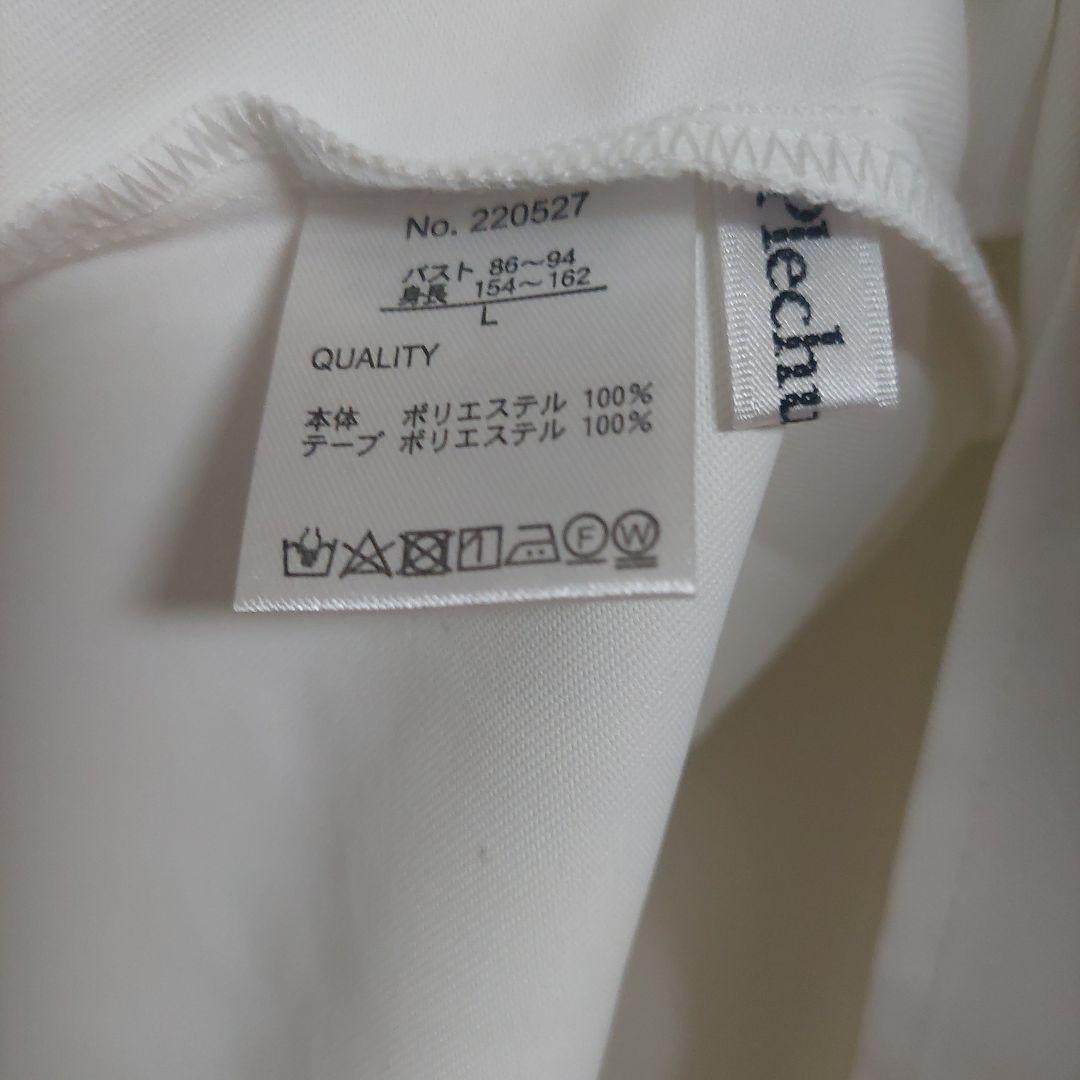 No. 220527
バスト 86～94
身長 154～162
L
QUALITY
本体 ポリエステル 100%
テープ ポリエステル 100%
F W